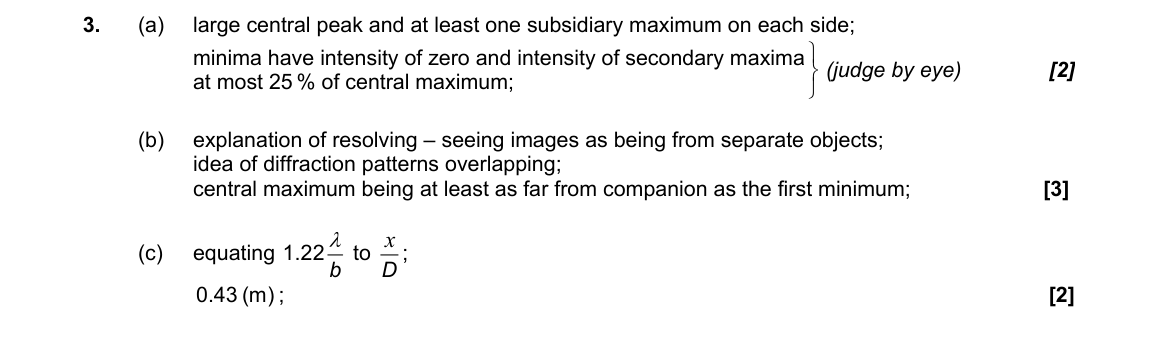 3. (a) large central peak and at least one subsidiary maximum on each side;
minima have intensity of zero and intensity of secondary maxima
at most 25 % of central maximum; } (judge by eye) [2]
(b) explanation of resolving – seeing images as being from separate objects;
idea of diffraction patterns overlapping;
central maximum being at least as far from companion as the first minimum; [3]
(c) equating 1.22 λ/b to x/D;
0.43 (m) ; [2]